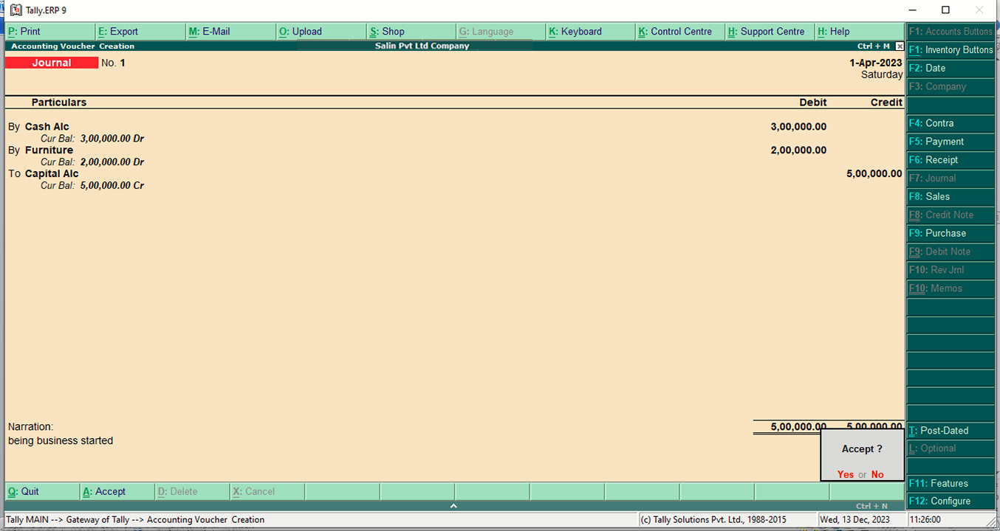 Tally.ERP 9
P: Print E: Export M: E-Mail O: Upload S: Shop G: Language K: Keyboard K: Control Centre H: Support Centre H: Help F1: Accounts Buttons
Accounting Voucher Creation Salin Pvt Ltd Company Ctrl + M F1: Inventory Buttons
Journal No. 1 1-Apr-2023 F2: Date
Saturday
F3: Company
Particulars Debit Credit
By Cash Alc 3,00,000.00 F4: Contra
Cur Bal: 3,00,000.00 Dr F5: Payment
By Furniture 2,00,000.00
Cur Bal: 2,00,000.00 Dr F6: Receipt
To Capital Alc 5,00,000.00 F7: Journal
Cur Bal: 5,00,000.00 Cr
F8: Sales
F8: Credit Note
F9: Purchase
F9: Debit Note
F10: Rev Jrnl
F10: Memos
Narration: 5,00,000.00 5,00,000.00 T: Post-Dated
being business started
Accept ? L: Optional
Yes or No
F11: Features
Q: Quit A: Accept D: Delete X: Cancel
F12: Configure
Ctrl + N
Tally MAIN --> Gateway of Tally --> Accounting Voucher Creation (c) Tally Solutions Pvt. Ltd., 1988-2015 Wed, 13 Dec, 2023 11:26:00